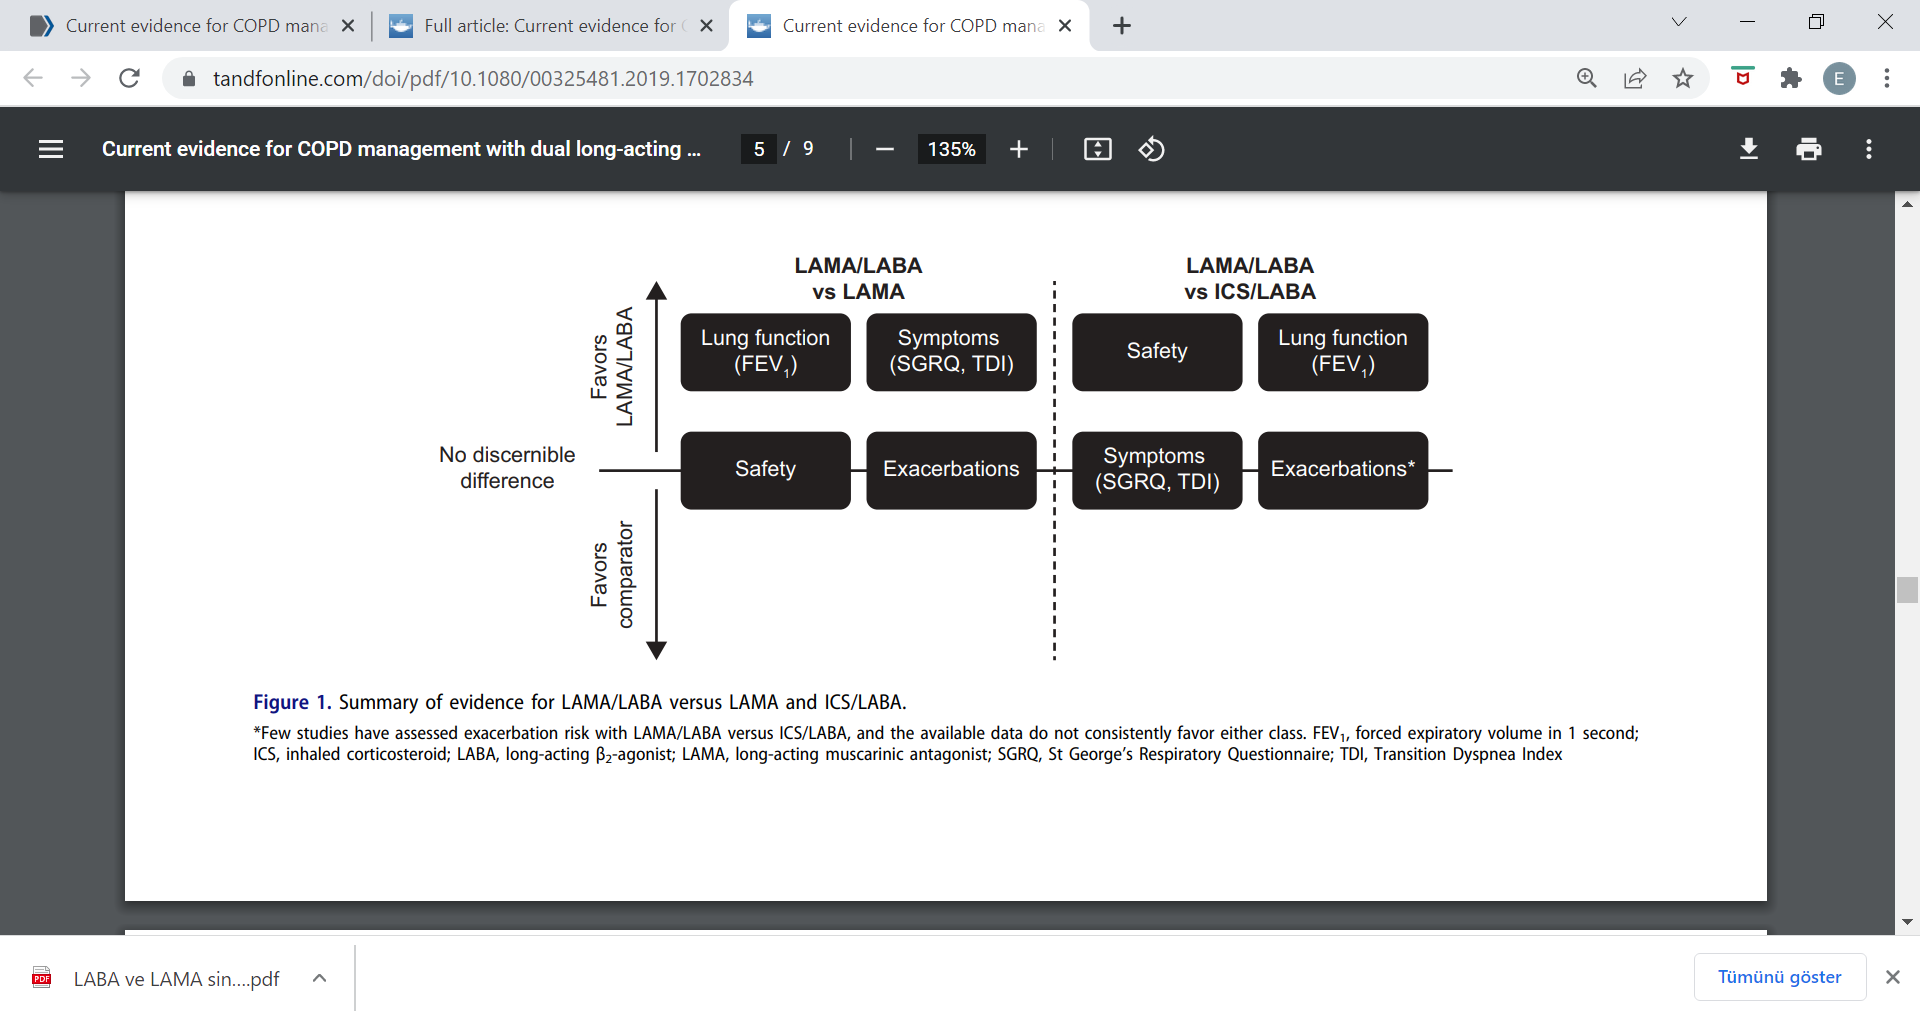 Current evidence for COPD mana
Full article: Current evidence for
Current evidence for COPD mana
tandfonline.com/doi/pdf/10.1080/00325481.2019.1702834
E
Current evidence for COPD management with dual long-acting ...
5 / 9
135%
LAMA/LABA
vs LAMA
LAMA/LABA
vs ICS/LABA
Favors
LAMA/LABA
Lung function
(FEV₁)
Symptoms
(SGRQ, TDI)
Safety
Lung function
(FEV₁)
No discernible
difference
Safety
Exacerbations
Symptoms
(SGRQ, TDI)
Exacerbations*
Favors
comparator
Figure 1. Summary of evidence for LAMA/LABA versus LAMA and ICS/LABA.
*Few studies have assessed exacerbation risk with LAMA/LABA versus ICS/LABA, and the available data do not consistently favor either class. FEV₁, forced expiratory volume in 1 second;
ICS, inhaled corticosteroid; LABA, long-acting β₂-agonist; LAMA, long-acting muscarinic antagonist; SGRQ, St George's Respiratory Questionnaire; TDI, Transition Dyspnea Index
PDF
LABA ve LAMA sin....pdf
Tümünü göster